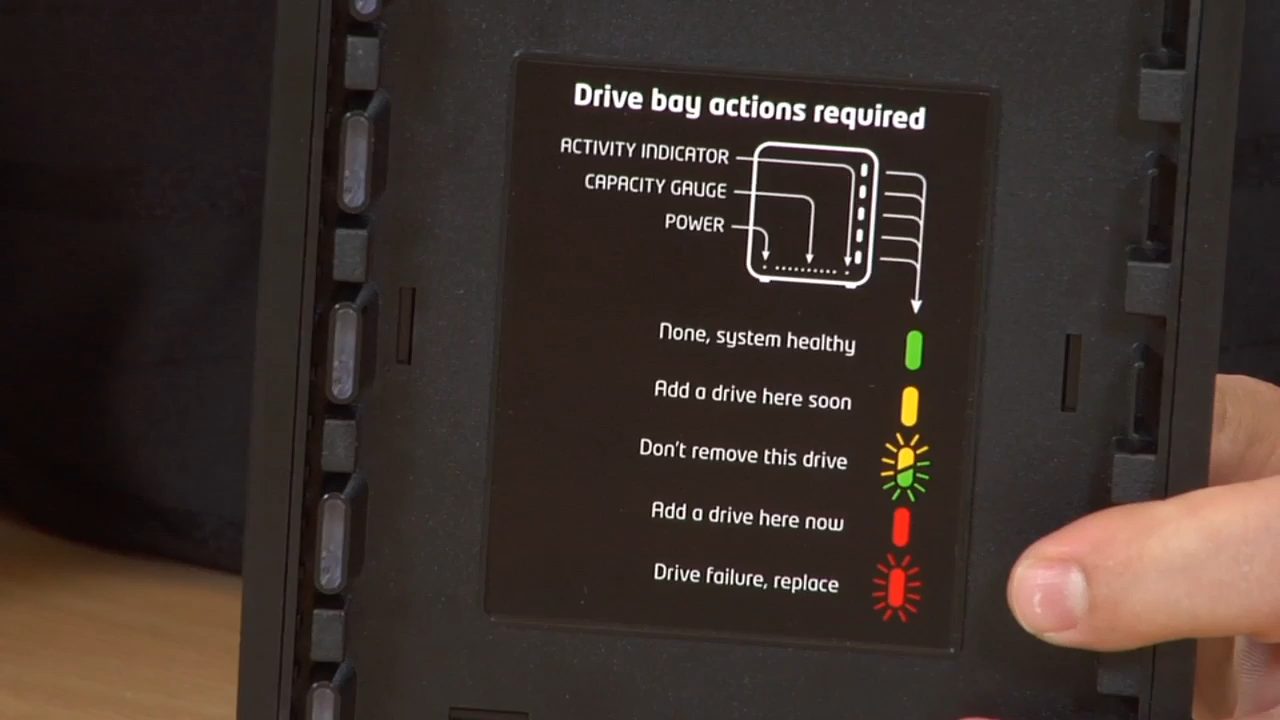 Drive bay actions required
ACTIVITY INDICATOR
CAPACITY GAUGE
POWER
None, system healthy
Add a drive here soon
Don't remove this drive
Add a drive here now
Drive failure, replace